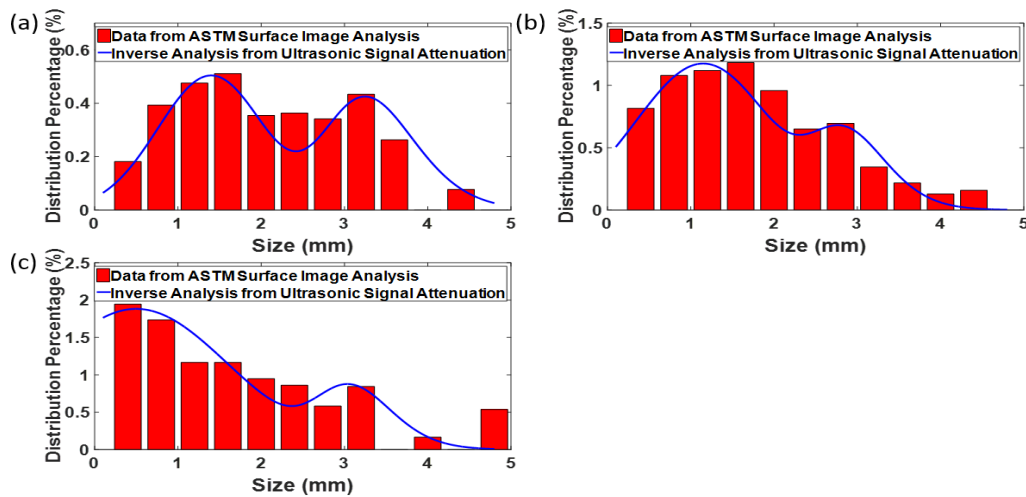 (a)
Distribution Percentage (%)
0.6
0.4
0.2
0
Data from ASTM Surface Image Analysis
Inverse Analysis from Ultrasonic Signal Attenuation
0 1 2 3 4 5
Size (mm)
(b)
Distribution Percentage (%)
1.5
1
0.5
0
Data from ASTM Surface Image Analysis
Inverse Analysis from Ultrasonic Signal Attenuation
0 1 2 3 4 5
Size (mm)
(c)
Distribution Percentage (%)
2.5
2
1.5
1
0.5
0
Data from ASTM Surface Image Analysis
Inverse Analysis from Ultrasonic Signal Attenuation
0 1 2 3 4 5
Size (mm)